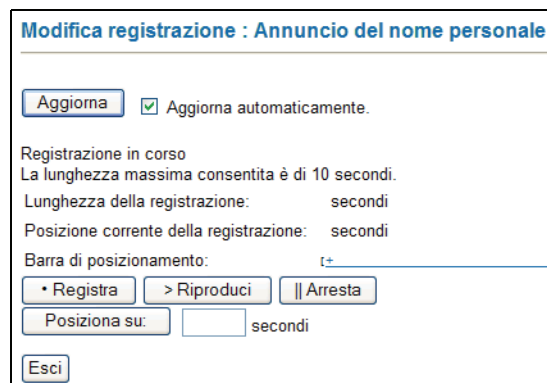 Modifica registrazione : Annuncio del nome personale
Aggiorna Aggiorna automaticamente.
Registrazione in corso
La lunghezza massima consentita è di 10 secondi.
Lunghezza della registrazione: secondi
Posizione corrente della registrazione: secondi
Barra di posizionamento: [+
• Registra > Riproduci || Arresta
Posiziona su: secondi
Esci